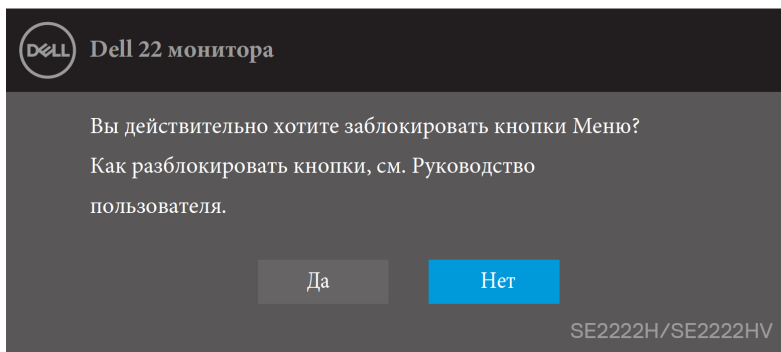 DELL Dell 22 монитора
Вы действительно хотите заблокировать кнопки Меню?
Как разблокировать кнопки, см. Руководство
пользователя.
Да Нет
SE2222H/SE2222HV